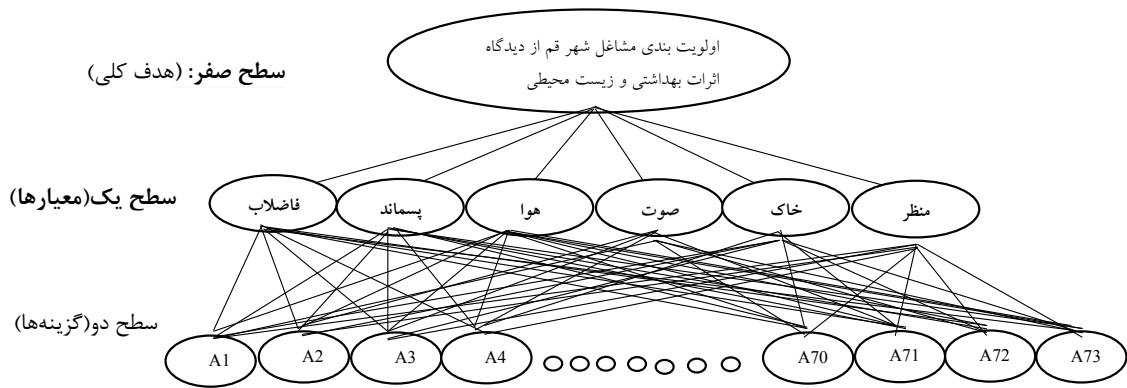 اولویت بندی مشاغل شهر قم از دیدگاه
اثرات بهداشتی و زیست محیطی
سطح صفر: (هدف کلی)
سطح یک(معیارها)
فاضلاب
پسماند
هوا
صوت
خاک
منظر
سطح دو(گزینه‌ها)
A1
A2
A3
A4
A70
A71
A72
A73